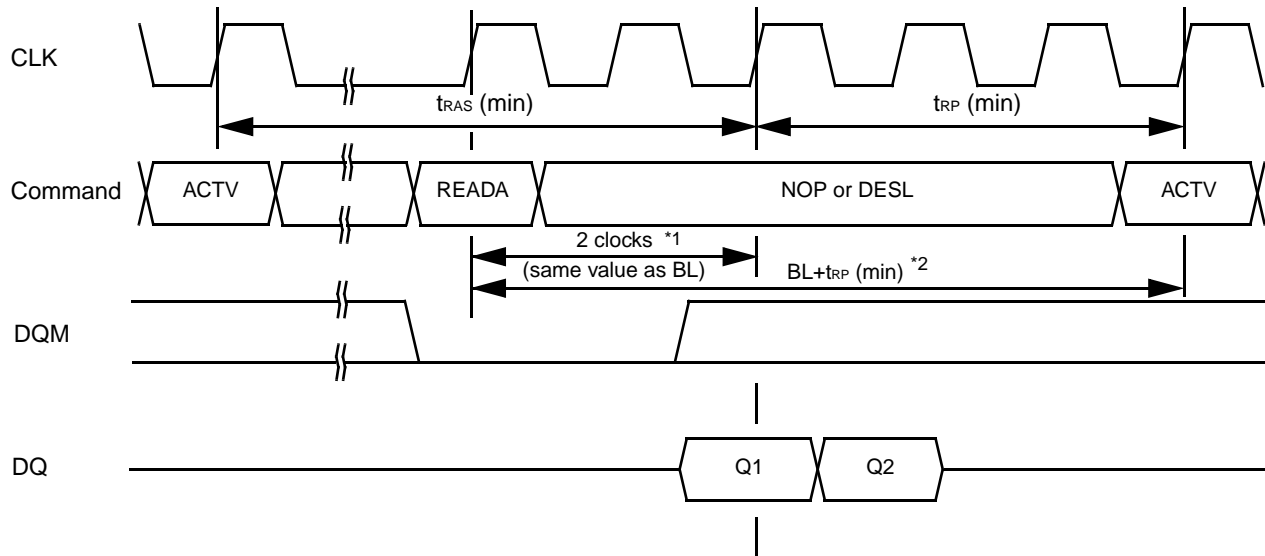 CLK
tRAS (min)
tRP (min)
Command
ACTV
READA
NOP or DESL
ACTV
2 clocks *1
(same value as BL)
BL+tRP (min) *2
DQM
DQ
Q1
Q2